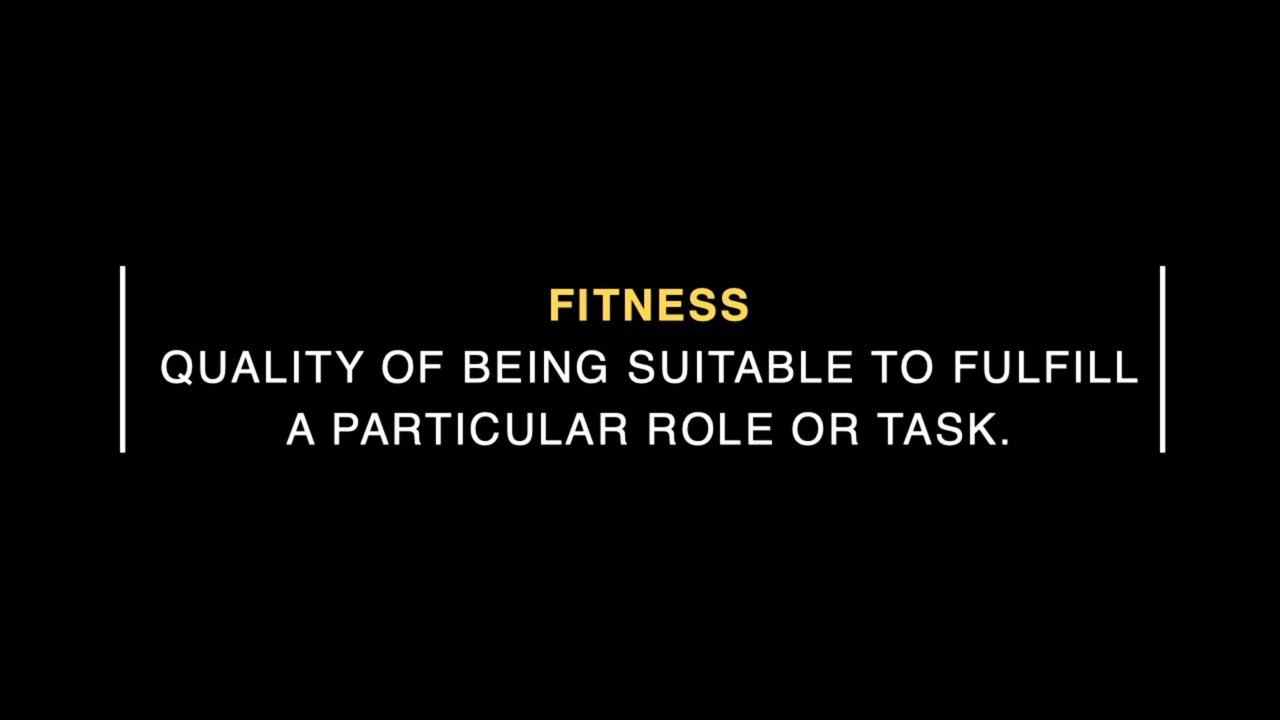 FITNESS
QUALITY OF BEING SUITABLE TO FULFILL
A PARTICULAR ROLE OR TASK.